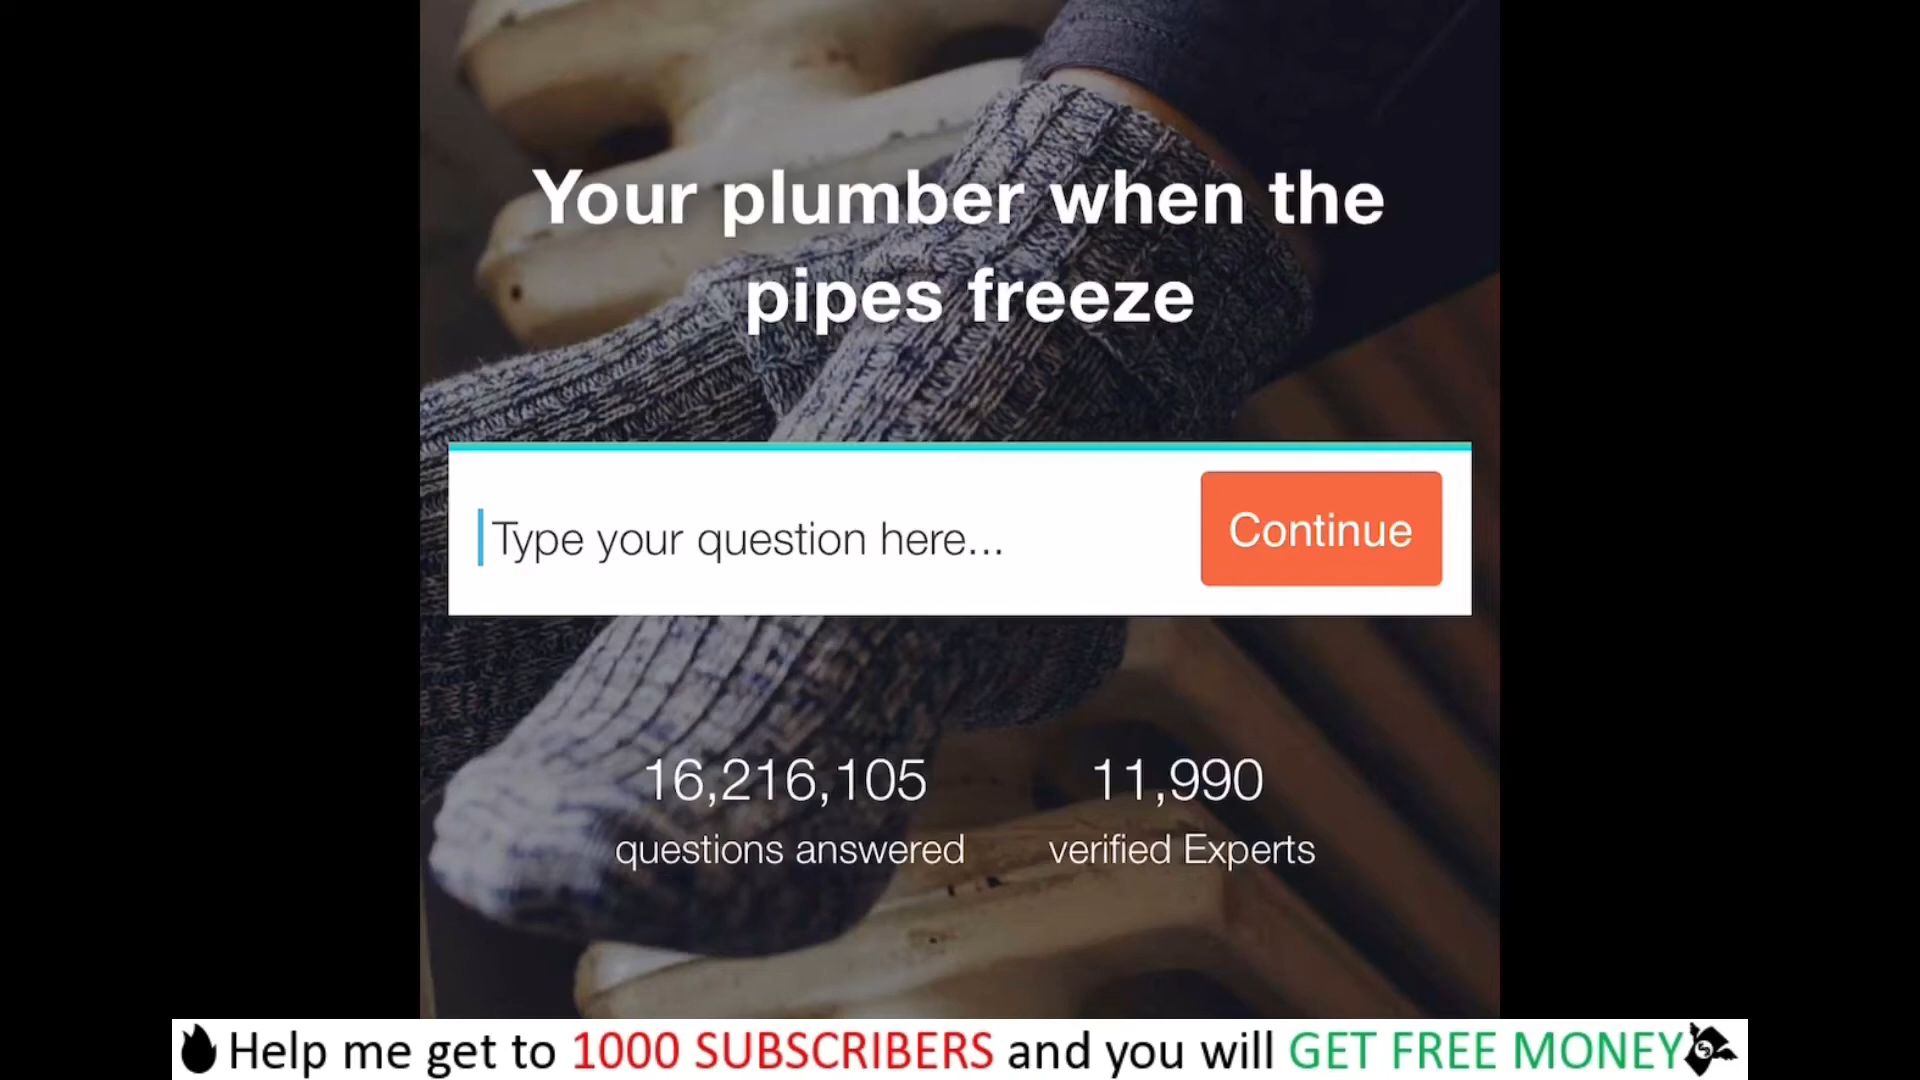 Your plumber when the
pipes freeze
Type your question here...
Continue
16,216,105
11,990
questions answered
verified Experts
Help me get to 1000 SUBSCRIBERS and you will GET FREE MONEY